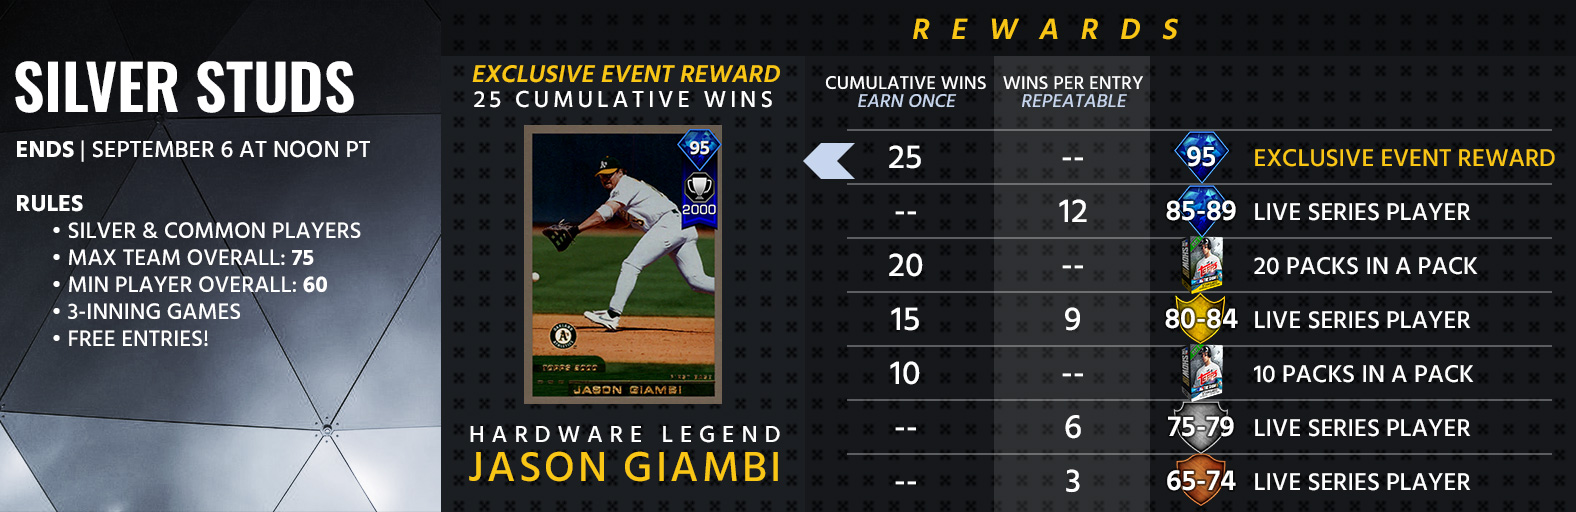 SILVER STUDS
ENDS | SEPTEMBER 6 AT NOON PT
RULES
• SILVER & COMMON PLAYERS
• MAX TEAM OVERALL: 75
• MIN PLAYER OVERALL: 60
• 3-INNING GAMES
• FREE ENTRIES!
EXCLUSIVE EVENT REWARD
25 CUMULATIVE WINS
95
2000
TOPPS 2000
JASON GIAMBI
HARDWARE LEGEND
JASON GIAMBI
REWARDS
CUMULATIVE WINS WINS PER ENTRY
EARN ONCE REPEATABLE
25 -- 95 EXCLUSIVE EVENT REWARD
-- 12 85-89 LIVE SERIES PLAYER
20 -- 20 PACKS IN A PACK
15 9 80-84 LIVE SERIES PLAYER
10 -- 10 PACKS IN A PACK
-- 6 75-79 LIVE SERIES PLAYER
-- 3 65-74 LIVE SERIES PLAYER